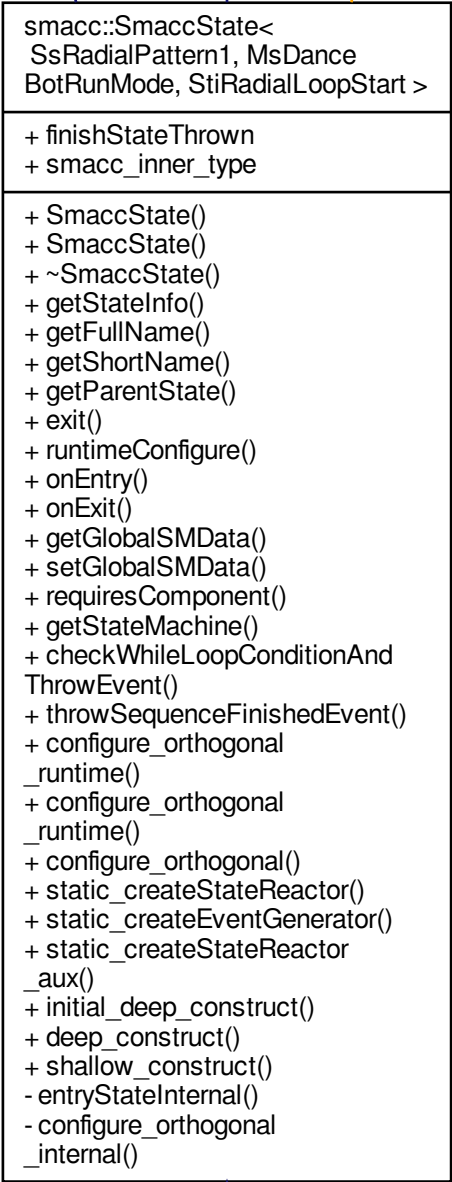 smacc::SmaccState<
SsRadialPattern1, MsDance
BotRunMode, StiRadialLoopStart >
+ finishStateThrown
+ smacc_inner_type
+ SmaccState()
+ SmaccState()
+ ~SmaccState()
+ getStateInfo()
+ getFullName()
+ getShortName()
+ getParentState()
+ exit()
+ runtimeConfigure()
+ onEntry()
+ onExit()
+ getGlobalSMData()
+ setGlobalSMData()
+ requiresComponent()
+ getStateMachine()
+ checkWhileLoopConditionAnd
ThrowEvent()
+ throwSequenceFinishedEvent()
+ configure_orthogonal
_runtime()
+ configure_orthogonal
_runtime()
+ configure_orthogonal()
+ static_createStateReactor()
+ static_createEventGenerator()
+ static_createStateReactor
_aux()
+ initial_deep_construct()
+ deep_construct()
+ shallow_construct()
- entryStateInternal()
- configure_orthogonal
_internal()